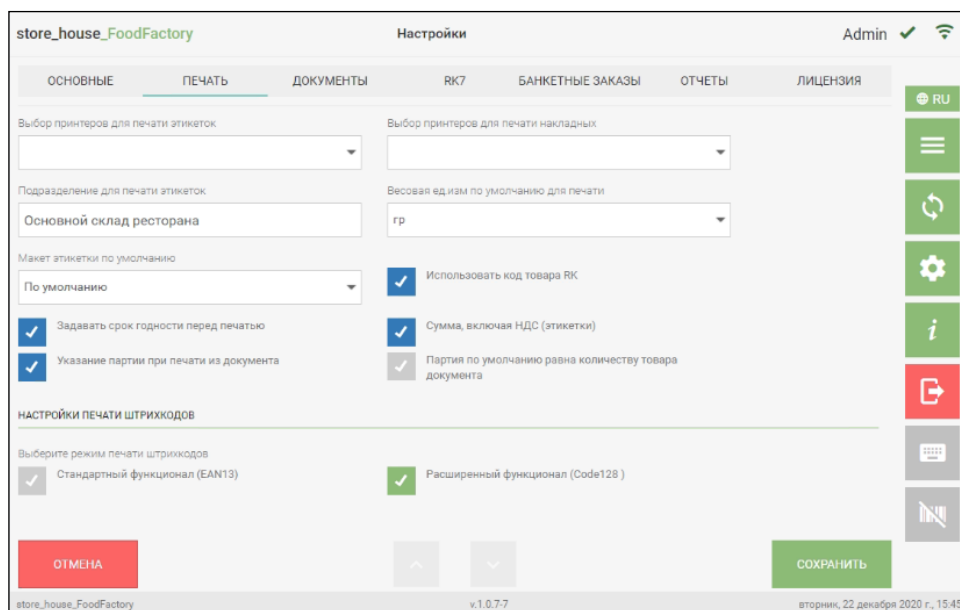 store_house_FoodFactory Настройки Admin
ОСНОВНЫЕ ПЕЧАТЬ ДОКУМЕНТЫ RK7 БАНКЕТНЫЕ ЗАКАЗЫ ОТЧЕТЫ ЛИЦЕНЗИЯ
RU
Выбор принтеров для печати этикеток Выбор принтеров для печати накладных
Подразделение для печати этикеток Весовая ед.изм по умолчанию для печати
Основной склад ресторана гр
Макет этикетки по умолчанию
По умолчанию Использовать код товара RK
Задавать срок годности перед печатью Сумма, включая НДС (этикетки)
Указание партии при печати из документа Партия по умолчанию равна количеству товара
документа
НАСТРОЙКИ ПЕЧАТИ ШТРИХКОДОВ
Выберите режим печати штрихкодов
Стандартный функционал (EAN13) Расширенный функционал (Code128 )
ОТМЕНА СОХРАНИТЬ
store_house_FoodFactory v.1.0.7-7 вторник, 22 декабря 2020 г., 15:45